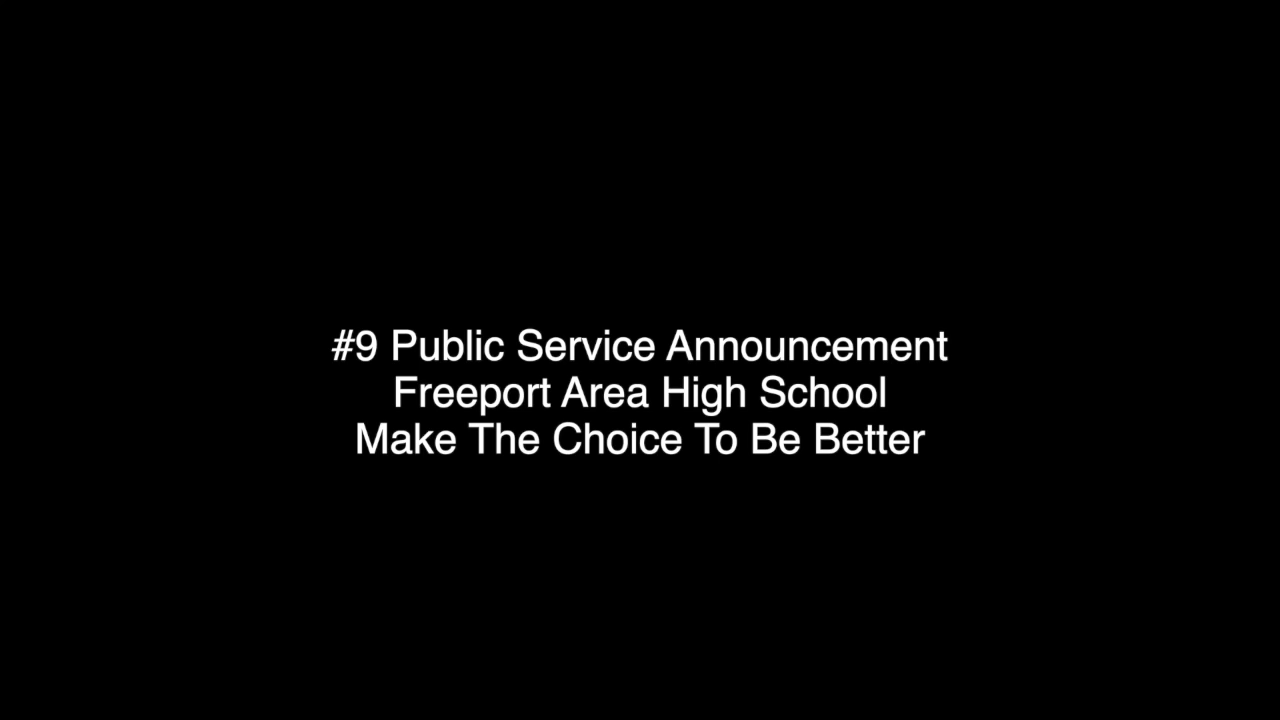 #9 Public Service Announcement
Freeport Area High School
Make The Choice To Be Better